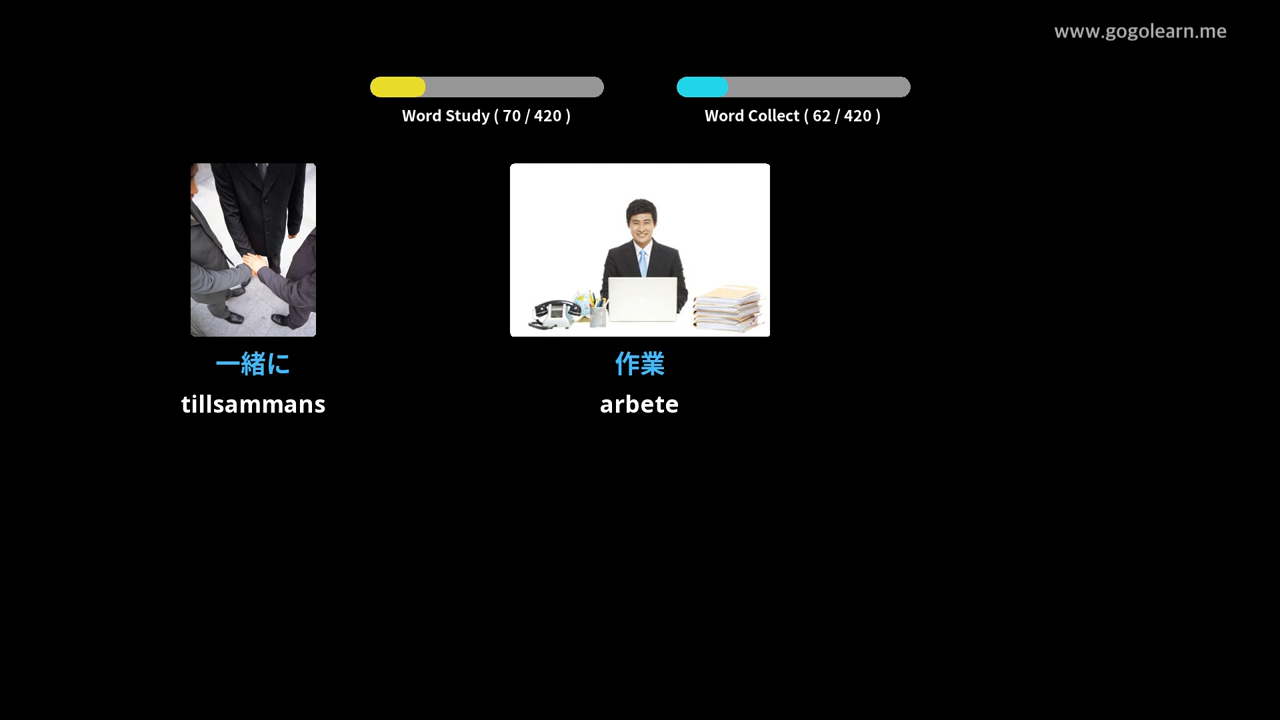 www.gogolearn.me
Word Study ( 70 / 420 )
Word Collect ( 62 / 420 )
一緒に
tillsammans
作業
arbete